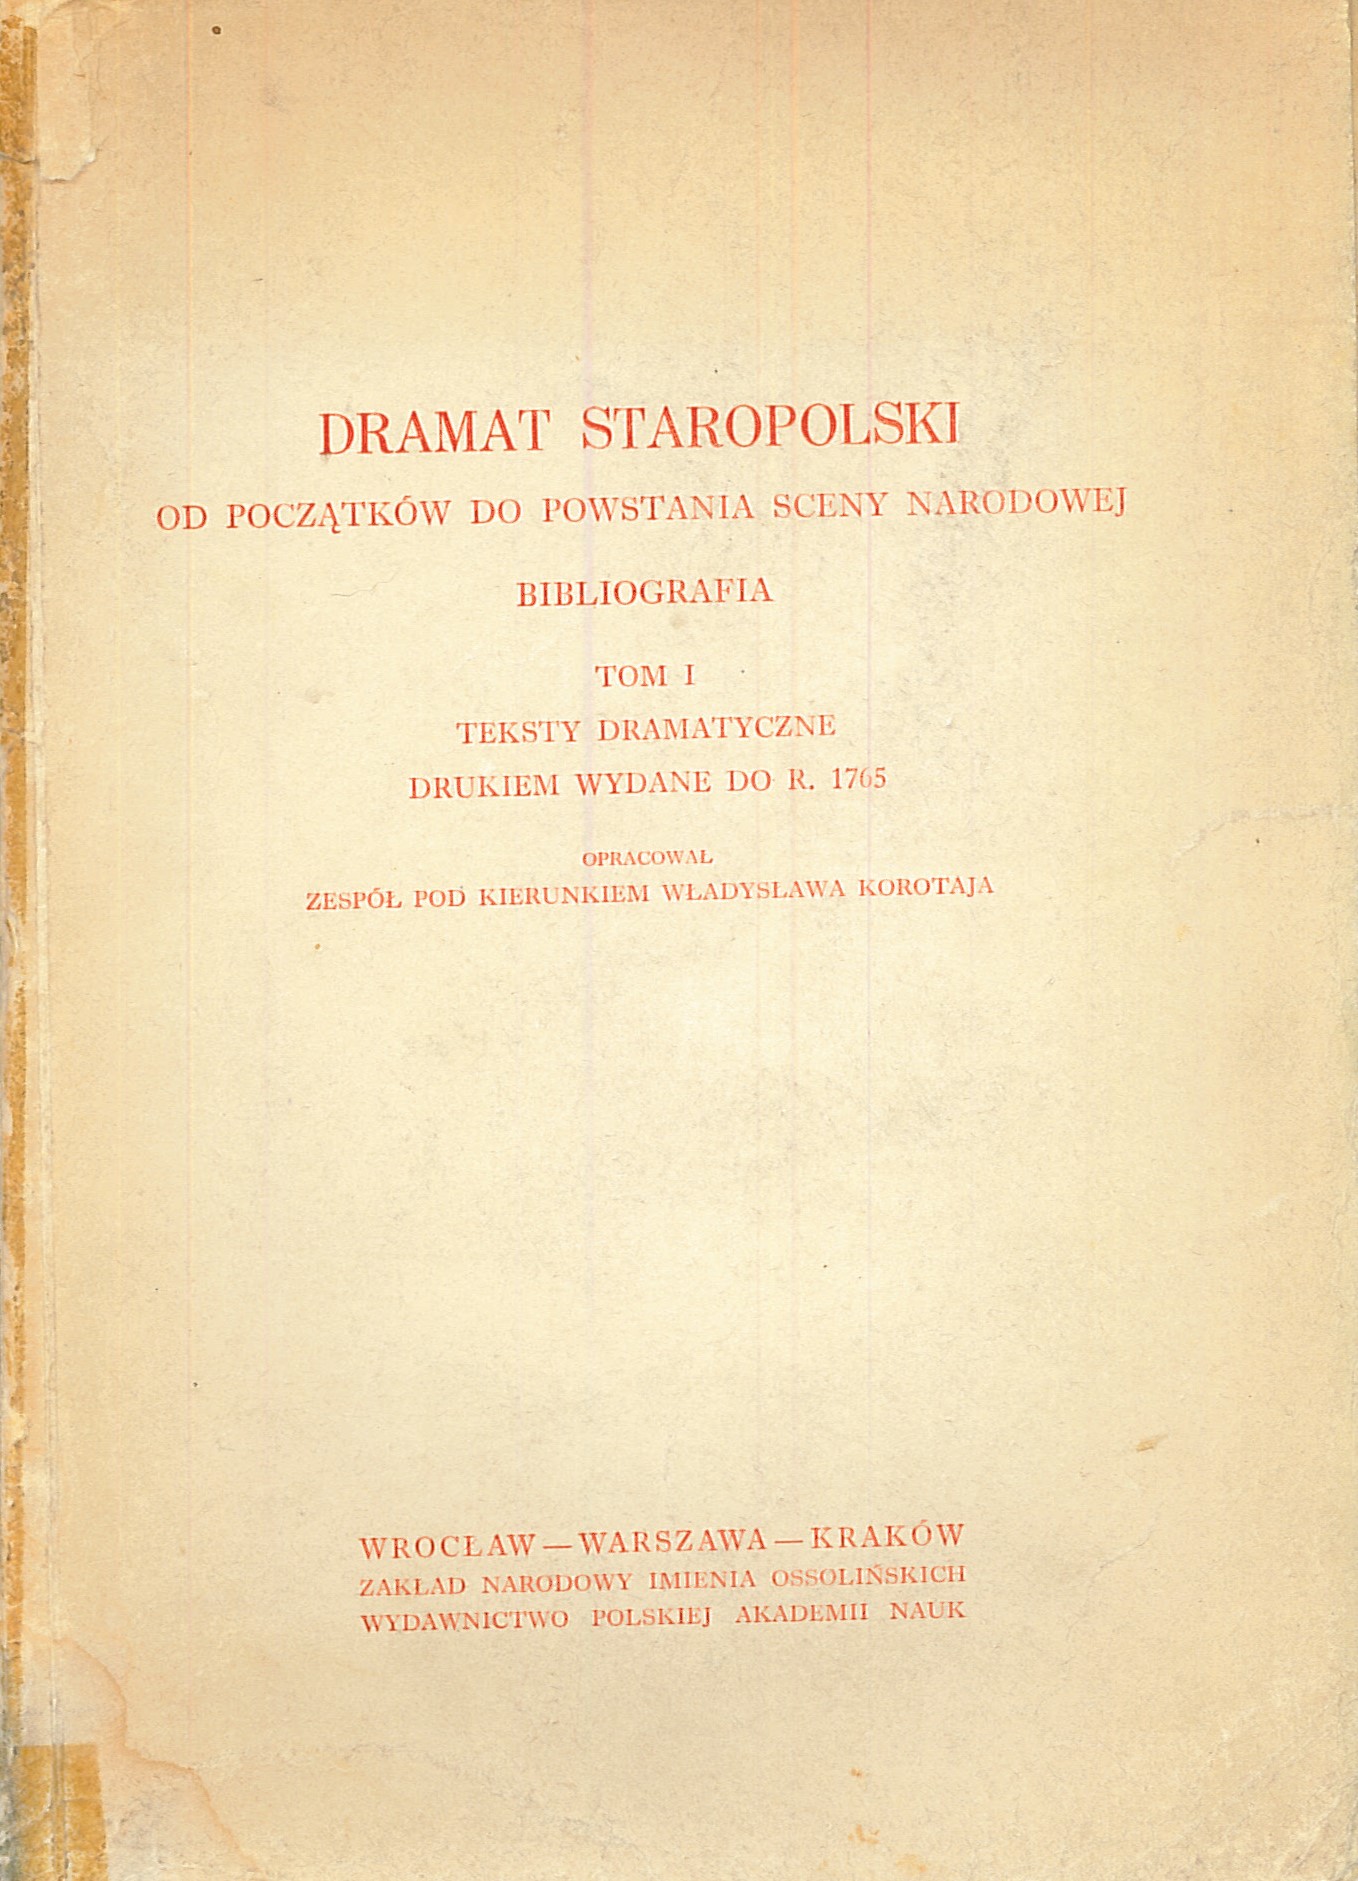 DRAMAT STAROPOLSKI
OD POCZĄTKÓW DO POWSTANIA SCENY NARODOWEJ
BIBLIOGRAFIA
TOM I
TEKSTY DRAMATYCZNE
DRUKIEM WYDANE DO R. 1765
OPRACOWAŁ
ZESPÓŁ POD KIERUNKIEM WŁADYSŁAWA KOROTAJA
WROCŁAW — WARSZAWA — KRAKÓW
ZAKŁAD NARODOWY IMIENIA OSSOLIŃSKICH
WYDAWNICTWO POLSKIEJ AKADEMII NAUK